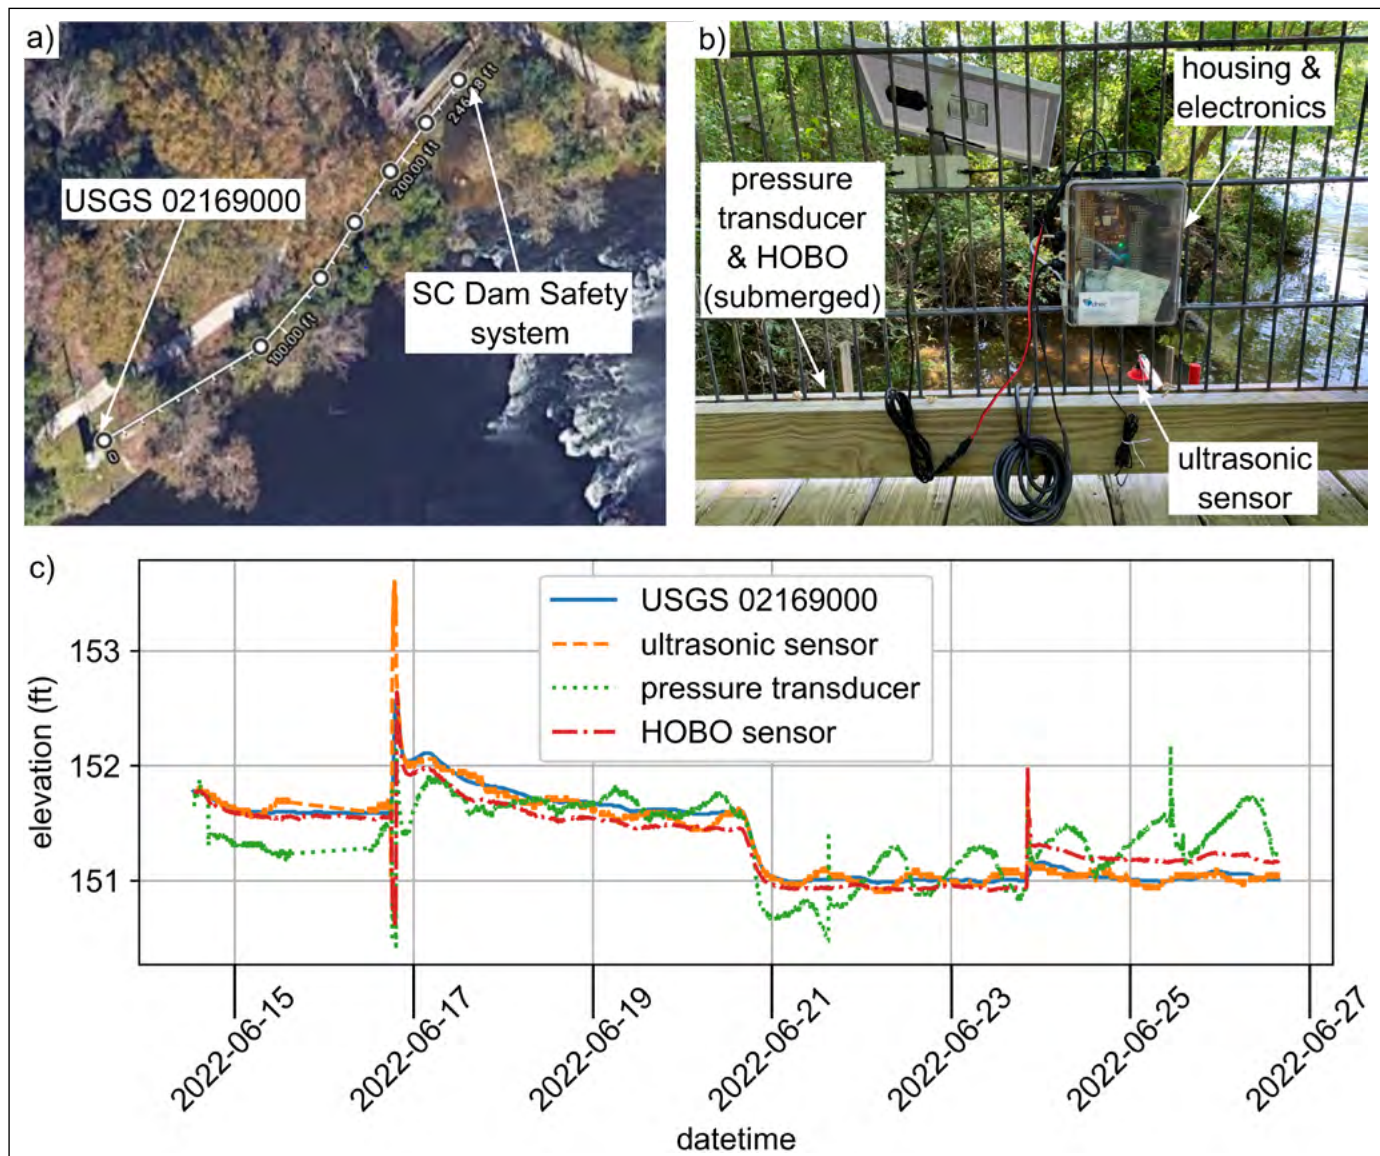 a)
USGS 02169000
SC Dam Safety
system
0
100.00 ft
200.00 ft
b)
housing &
electronics
pressure
transducer
& HOBO
(submerged)
ultrasonic
sensor
c)
USGS 02169000
ultrasonic sensor
pressure transducer
HOBO sensor
elevation (ft)
153
152
151
2022-06-15
2022-06-17
2022-06-19
2022-06-21
2022-06-23
2022-06-25
2022-06-27
datetime